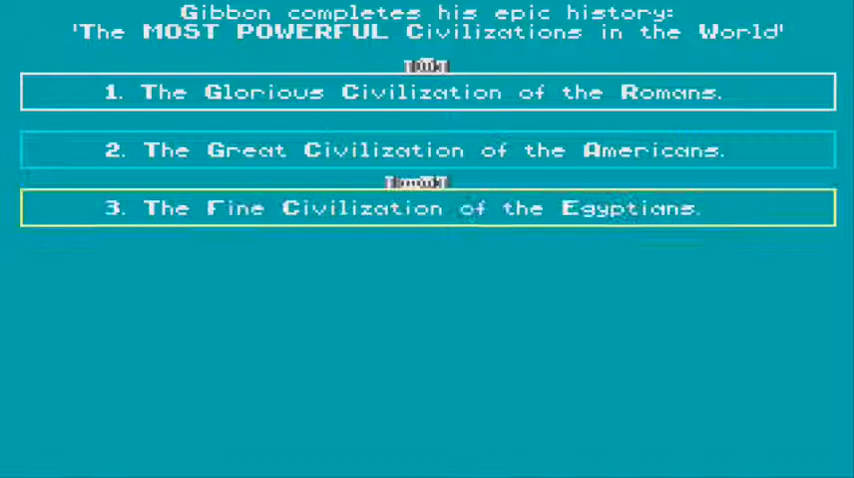 Gibbon completes his epic history:
'The MOST POWERFUL Civilizations in the World'
1. The Glorious Civilization of the Romans.
2. The Great Civilization of the Americans.
3. The Fine Civilization of the Egyptians.